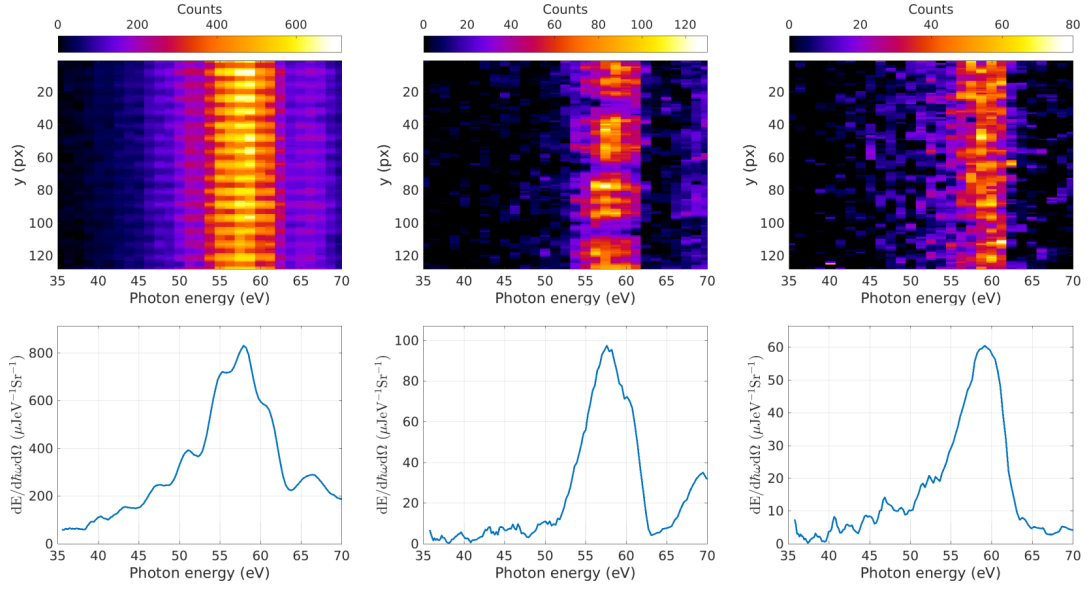 Counts
0 200 400 600
20
40
60
80
100
120
y (px)
35 40 45 50 55 60 65 70
Photon energy (eV)
Counts
0 20 40 60 80 100 120
20
40
60
80
100
120
y (px)
35 40 45 50 55 60 65 70
Photon energy (eV)
Counts
0 20 40 60 80
20
40
60
80
100
120
y (px)
35 40 45 50 55 60 65 70
Photon energy (eV)
800
600
400
200
0
dE/dℏωdΩ (μJeV⁻¹Sr⁻¹)
35 40 45 50 55 60 65 70
Photon energy (eV)
100
80
60
40
20
0
dE/dℏωdΩ (μJeV⁻¹Sr⁻¹)
35 40 45 50 55 60 65 70
Photon energy (eV)
60
50
40
30
20
10
0
dE/dℏωdΩ (μJeV⁻¹Sr⁻¹)
35 40 45 50 55 60 65 70
Photon energy (eV)